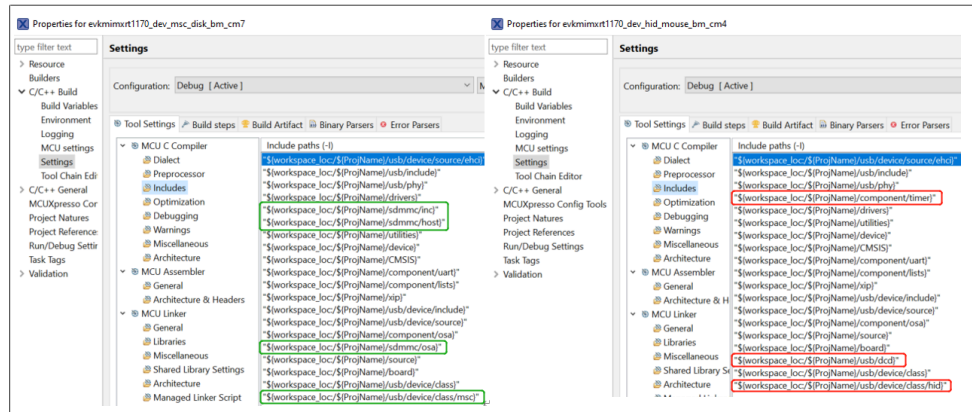 Properties for evkmimxrt1170_dev_msc_disk_bm_cm7
type filter text
Resource
Builders
C/C++ Build
Build Variables
Environment
Logging
MCU settings
Settings
Tool Chain Edi
C/C++ General
MCUXpresso Cor
Project Natures
Project Reference
Run/Debug Settir
Task Tags
Validation
Settings
Configuration: Debug [ Active ]
Tool Settings Build steps Build Artifact Binary Parsers Error Parsers
MCU C Compiler
Dialect
Preprocessor
Includes
Optimization
Debugging
Warnings
Miscellaneous
Architecture
MCU Assembler
General
Architecture & Headers
MCU Linker
General
Libraries
Miscellaneous
Shared Library Settings
Architecture
Managed Linker Script
Include paths (-I)
"${workspace_loc:/${ProjName}/usb/device/source/ehci}"
"${workspace_loc:/${ProjName}/usb/include}"
"${workspace_loc:/${ProjName}/usb/phy}"
"${workspace_loc:/${ProjName}/drivers}"
"${workspace_loc:/${ProjName}/sdmmc/inc}"
"${workspace_loc:/${ProjName}/sdmmc/host}"
"${workspace_loc:/${ProjName}/utilities}"
"${workspace_loc:/${ProjName}/device}"
"${workspace_loc:/${ProjName}/CMSIS}"
"${workspace_loc:/${ProjName}/component/uart}"
"${workspace_loc:/${ProjName}/component/lists}"
"${workspace_loc:/${ProjName}/xip}"
"${workspace_loc:/${ProjName}/usb/device/include}"
"${workspace_loc:/${ProjName}/usb/device/source}"
"${workspace_loc:/${ProjName}/component/osa}"
"${workspace_loc:/${ProjName}/sdmmc/osa}"
"${workspace_loc:/${ProjName}/source}"
"${workspace_loc:/${ProjName}/board}"
"${workspace_loc:/${ProjName}/usb/device/class}"
"${workspace_loc:/${ProjName}/usb/device/class/msc}"
Properties for evkmimxrt1170_dev_hid_mouse_bm_cm4
type filter text
Resource
Builders
C/C++ Build
Build Variables
Environment
Logging
MCU settings
Settings
Tool Chain Editor
C/C++ General
MCUXpresso Config Tools
Project Natures
Project References
Run/Debug Settings
Task Tags
Validation
Settings
Configuration: Debug [ Active ]
Tool Settings Build steps Build Artifact Binary Parsers Error Parsers
MCU C Compiler
Dialect
Preprocessor
Includes
Optimization
Debugging
Warnings
Miscellaneous
Architecture
MCU Assembler
General
Architecture & H
MCU Linker
General
Libraries
Miscellaneous
Shared Library Se
Architecture
Include paths (-I)
"${workspace_loc:/${ProjName}/usb/device/source/ehci}"
"${workspace_loc:/${ProjName}/usb/include}"
"${workspace_loc:/${ProjName}/usb/phy}"
"${workspace_loc:/${ProjName}/component/timer}"
"${workspace_loc:/${ProjName}/drivers}"
"${workspace_loc:/${ProjName}/utilities}"
"${workspace_loc:/${ProjName}/device}"
"${workspace_loc:/${ProjName}/CMSIS}"
"${workspace_loc:/${ProjName}/component/uart}"
"${workspace_loc:/${ProjName}/component/lists}"
"${workspace_loc:/${ProjName}/xip}"
"${workspace_loc:/${ProjName}/usb/device/include}"
"${workspace_loc:/${ProjName}/usb/device/source}"
"${workspace_loc:/${ProjName}/component/osa}"
"${workspace_loc:/${ProjName}/source}"
"${workspace_loc:/${ProjName}/board}"
"${workspace_loc:/${ProjName}/usb/dcd}"
"${workspace_loc:/${ProjName}/usb/device/class}"
"${workspace_loc:/${ProjName}/usb/device/class/hid}"